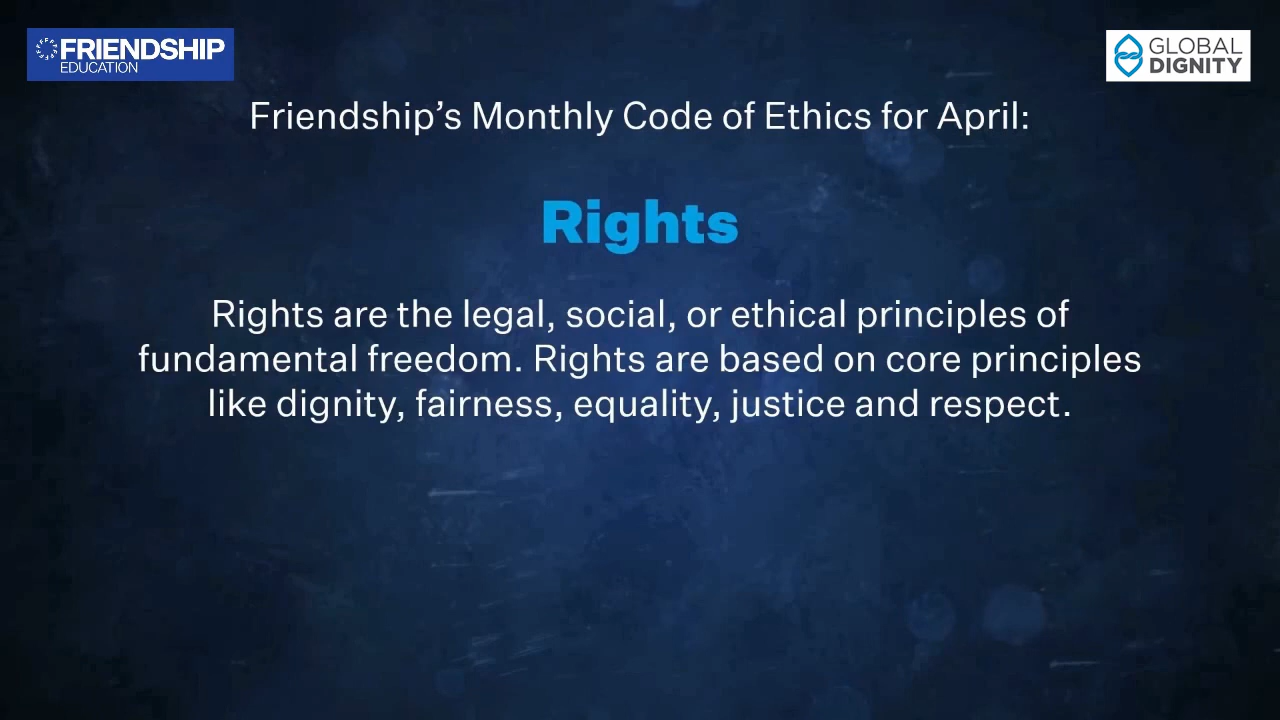 FRIENDSHIP
EDUCATION
GLOBAL
DIGNITY
Friendship’s Monthly Code of Ethics for April:
Rights
Rights are the legal, social, or ethical principles of
fundamental freedom. Rights are based on core principles
like dignity, fairness, equality, justice and respect.